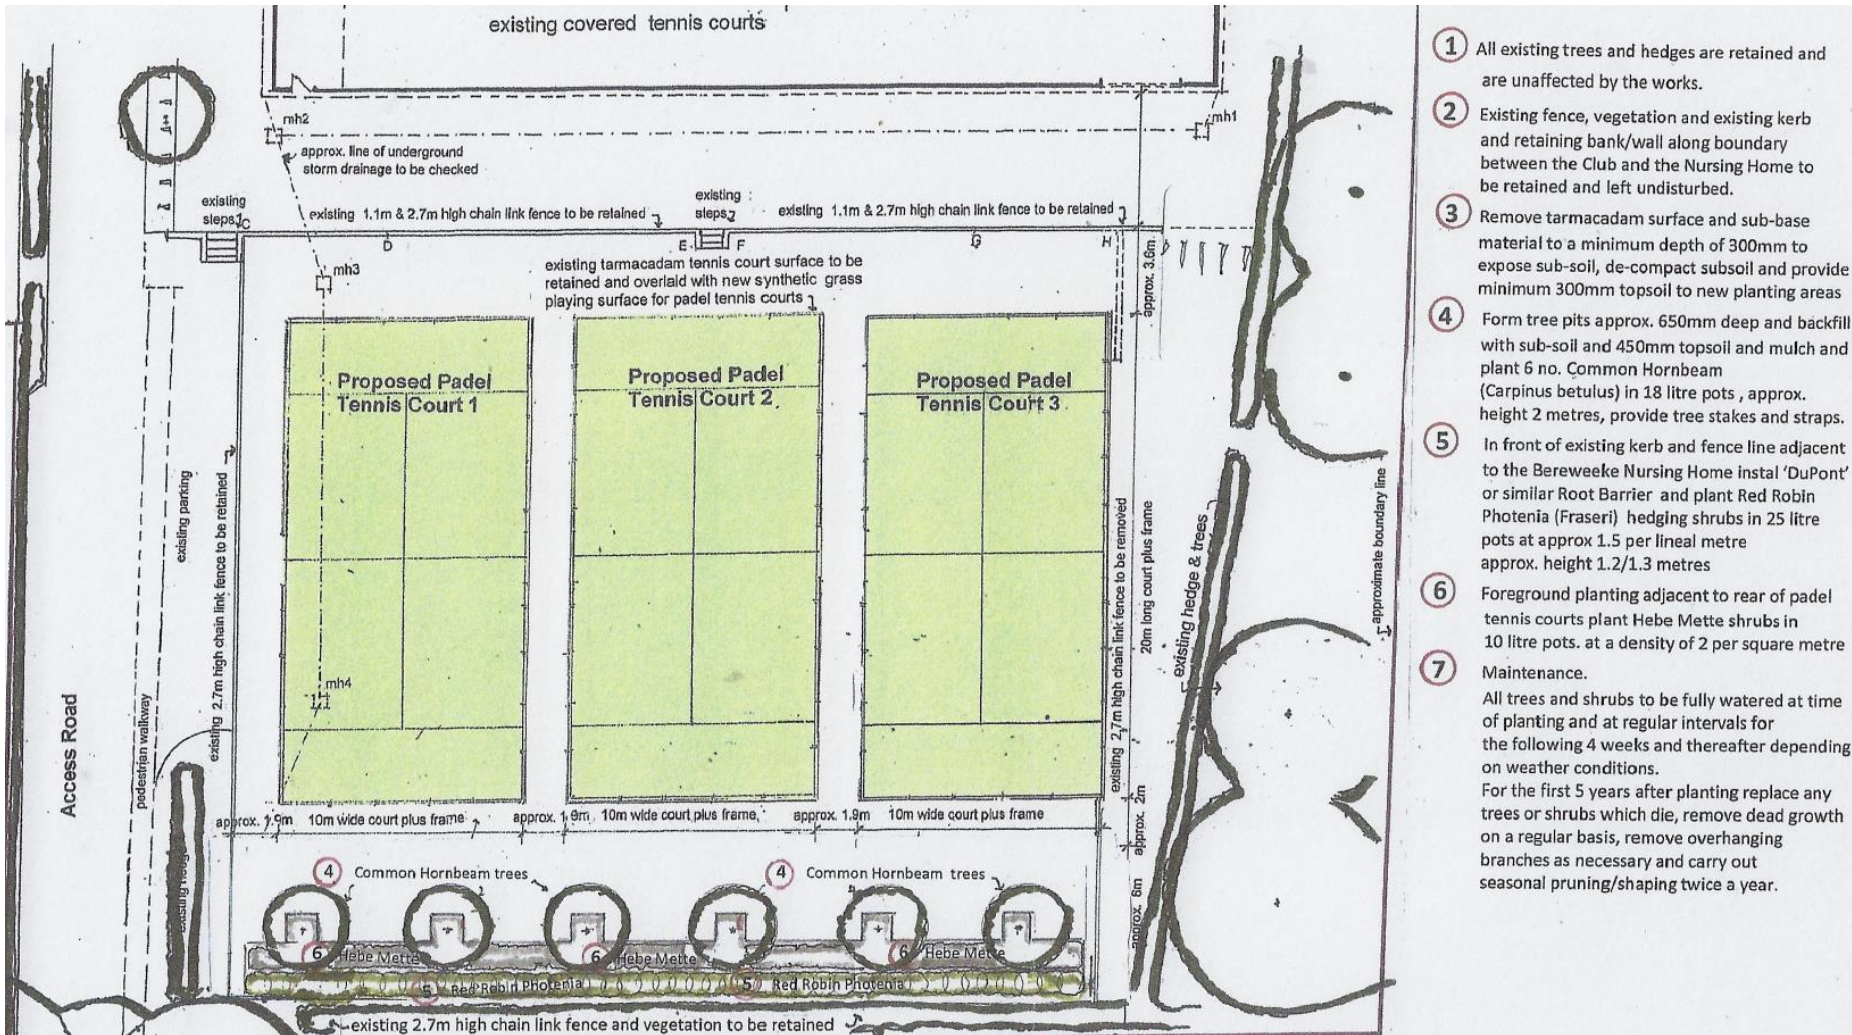 existing covered tennis courts
mh2
mh1
approx. line of underground
storm drainage to be checked
existing
steps
C
existing 1.1m & 2.7m high chain link fence to be retained
existing
steps
existing 1.1m & 2.7m high chain link fence to be retained
D
E
F
G
H
mh3
existing tarmacadam tennis court surface to be
retained and overlaid with new synthetic grass
playing surface for padel tennis courts
approx. 3.6m
Proposed Padel
Tennis Court 1
Proposed Padel
Tennis Court 2
Proposed Padel
Tennis Court 3
existing parking
existing 2.7m high chain link fence to be retained
pedestrian walkway
Access Road
mh4
existing 2.7m high chain link fence to be removed
20m long court plus frame
existing hedge & trees
approximate boundary line
approx. 2m
approx. 1.9m
10m wide court plus frame
approx. 1.9m
10m wide court plus frame
approx. 1.9m
10m wide court plus frame
approx. 6m
4
Common Hornbeam trees
4
Common Hornbeam trees
6
Hebe Mette
6
Hebe Mette
6
Hebe Mette
5
Red Robin Photenia
5
Red Robin Photenia
existing 2.7m high chain link fence and vegetation to be retained
1 All existing trees and hedges are retained and
are unaffected by the works.
2 Existing fence, vegetation and existing kerb
and retaining bank/wall along boundary
between the Club and the Nursing Home to
be retained and left undisturbed.
3 Remove tarmacadam surface and sub-base
material to a minimum depth of 300mm to
expose sub-soil, de-compact subsoil and provide
minimum 300mm topsoil to new planting areas
4 Form tree pits approx. 650mm deep and backfill
with sub-soil and 450mm topsoil and mulch and
plant 6 no. Common Hornbeam
(Carpinus betulus) in 18 litre pots , approx.
height 2 metres, provide tree stakes and straps.
5 In front of existing kerb and fence line adjacent
to the Bereweeke Nursing Home instal 'DuPont'
or similar Root Barrier and plant Red Robin
Photenia (Fraseri) hedging shrubs in 25 litre
pots at approx 1.5 per lineal metre
approx. height 1.2/1.3 metres
6 Foreground planting adjacent to rear of padel
tennis courts plant Hebe Mette shrubs in
10 litre pots. at a density of 2 per square metre
7 Maintenance.
All trees and shrubs to be fully watered at time
of planting and at regular intervals for
the following 4 weeks and thereafter depending
on weather conditions.
For the first 5 years after planting replace any
trees or shrubs which die, remove dead growth
on a regular basis, remove overhanging
branches as necessary and carry out
seasonal pruning/shaping twice a year.